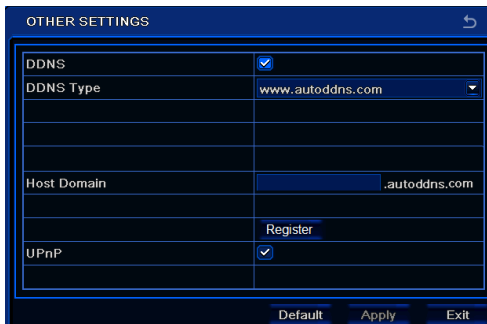 OTHER SETTINGS
DDNS
DDNS Type www.autoddns.com
Host Domain .autoddns.com
Register
UPnP
Default Apply Exit